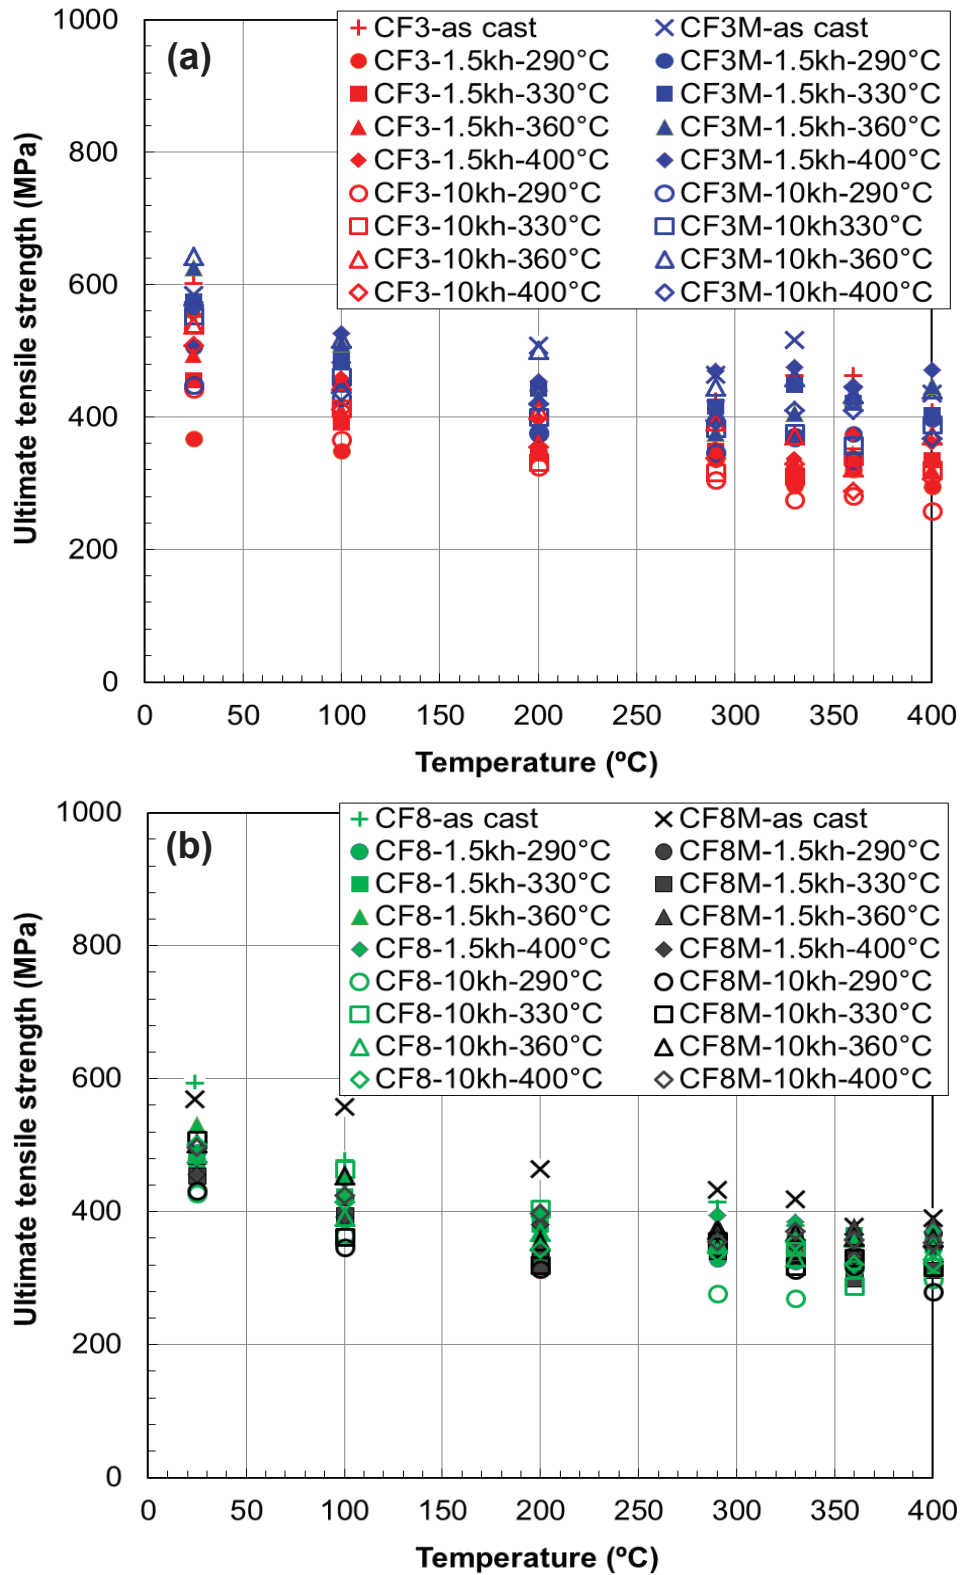 1000
(a)
CF3-as cast CF3M-as cast
CF3-1.5kh-290°C CF3M-1.5kh-290°C
CF3-1.5kh-330°C CF3M-1.5kh-330°C
CF3-1.5kh-360°C CF3M-1.5kh-360°C
CF3-1.5kh-400°C CF3M-1.5kh-400°C
CF3-10kh-290°C CF3M-10kh-290°C
CF3-10kh-330°C CF3M-10kh330°C
CF3-10kh-360°C CF3M-10kh-360°C
CF3-10kh-400°C CF3M-10kh-400°C
800
600
400
200
0
Ultimate tensile strength (MPa)
0 50 100 150 200 250 300 350 400
Temperature (ºC)
1000
(b)
CF8-as cast CF8M-as cast
CF8-1.5kh-290°C CF8M-1.5kh-290°C
CF8-1.5kh-330°C CF8M-1.5kh-330°C
CF8-1.5kh-360°C CF8M-1.5kh-360°C
CF8-1.5kh-400°C CF8M-1.5kh-400°C
CF8-10kh-290°C CF8M-10kh-290°C
CF8-10kh-330°C CF8M-10kh-330°C
CF8-10kh-360°C CF8M-10kh-360°C
CF8-10kh-400°C CF8M-10kh-400°C
800
600
400
200
0
Ultimate tensile strength (MPa)
0 50 100 150 200 250 300 350 400
Temperature (ºC)